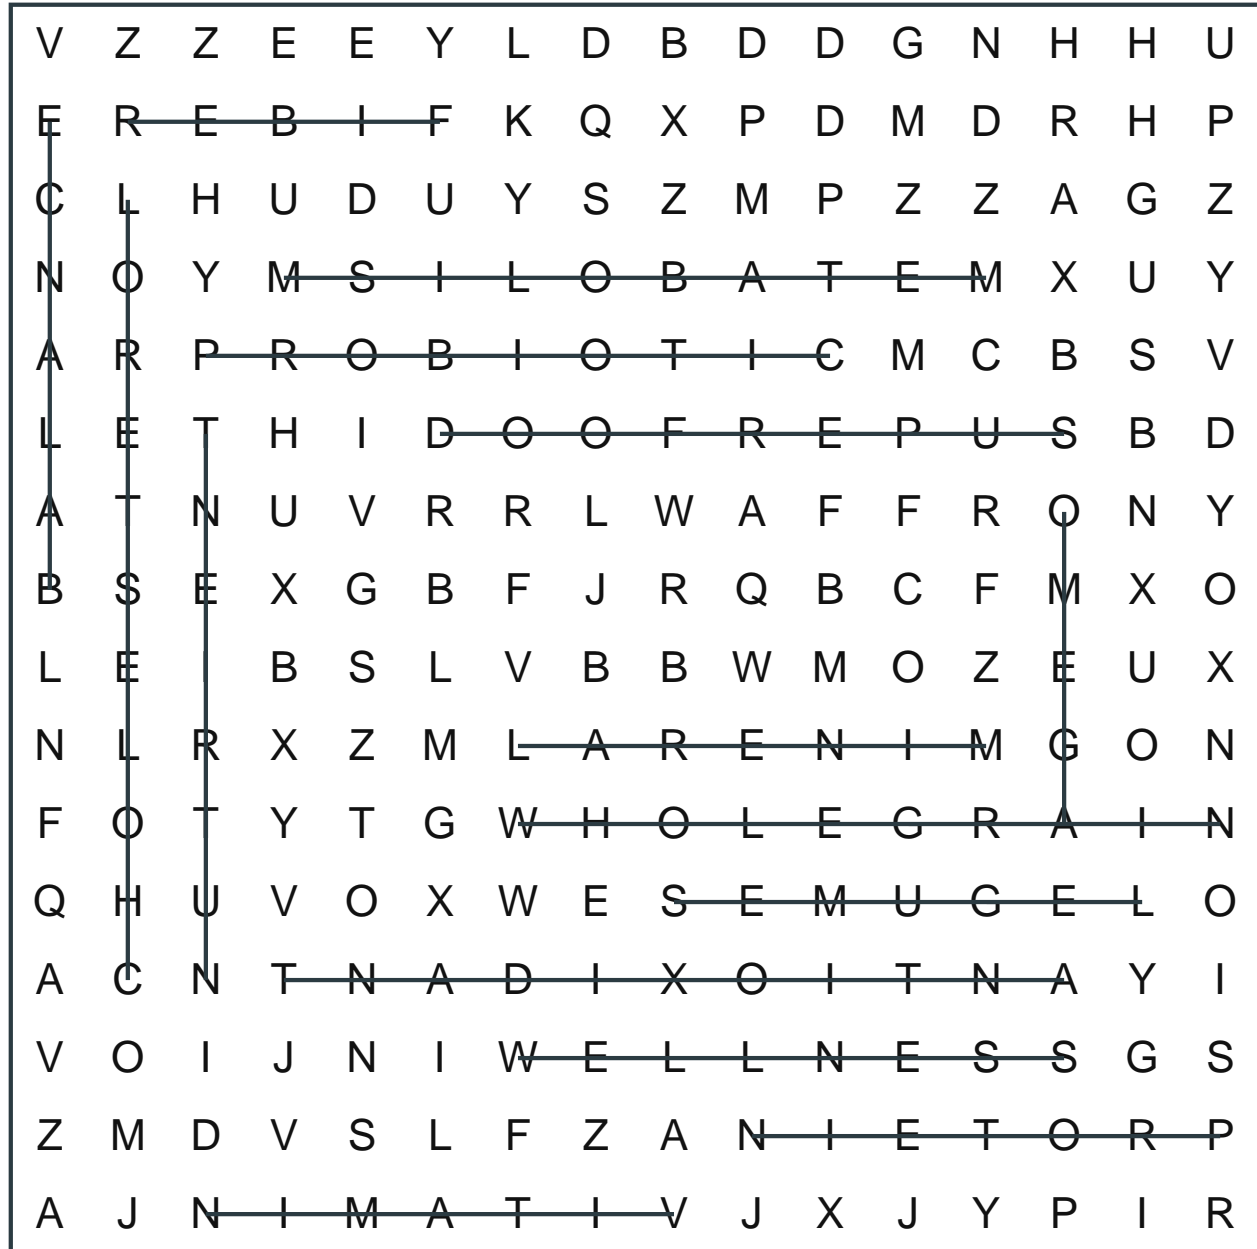 V Z Z E E Y L D B D D G N H H U
E R E B I F K Q X P D M D R H P
C L H U D U Y S Z M P Z Z A G Z
N O Y M S I L O B A T E M X U Y
A R P R O B I O T I C M C B S V
L E T H I D O O F R E P U S B D
A T N U V R R L W A F F R O N Y
B S E X G B F J R Q B C F M X O
L E I B S L V B B W M O Z E U X
N L R X Z M L A R E N I M G O N
F O T Y T G W H O L E G R A I N
Q H U V O X W E S E M U G E L O
A C N T N A D I X O I T N A Y I
V O I J N I W E L L N E S S G S
Z M D V S L F Z A N I E T O R P
A J N I M A T I V J X J Y P I R